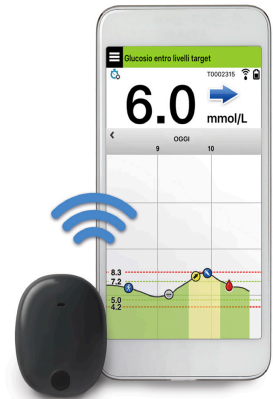 Glucosio entro livelli target
T0002315
6.0
mmol/L
OGGI
9 10
8.3
7.2
5.0
4.2